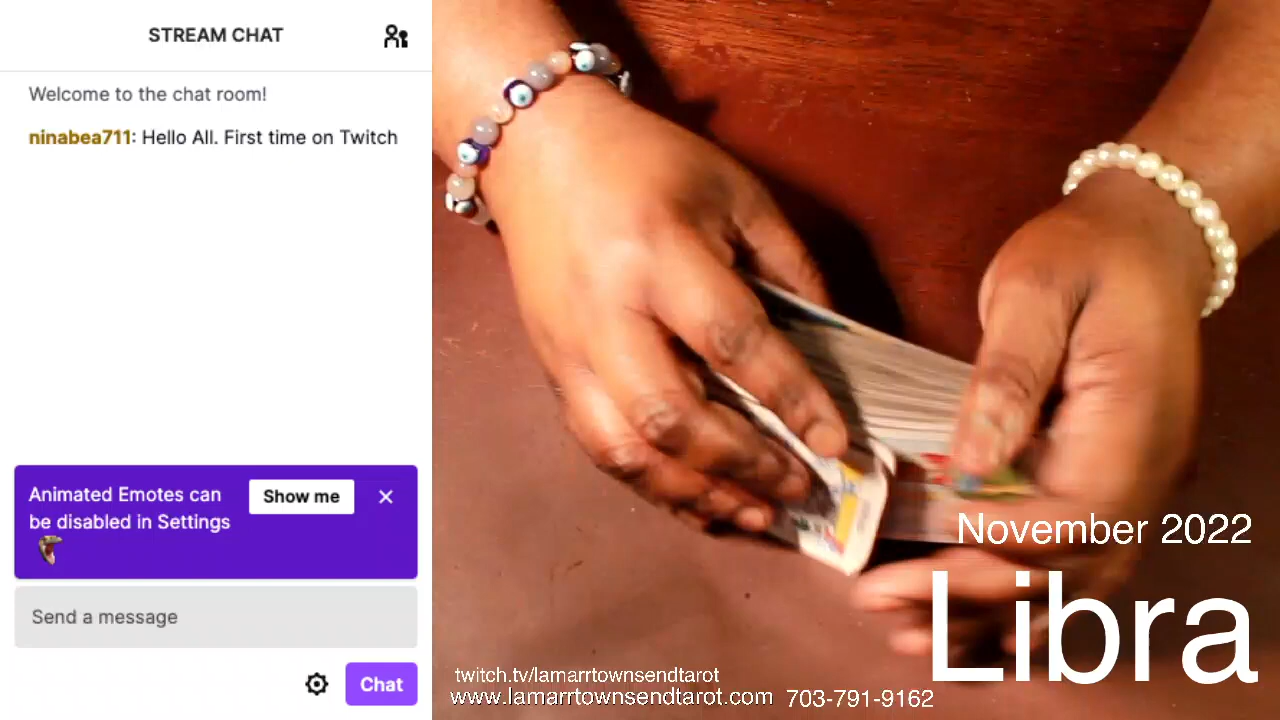 STREAM CHAT
Welcome to the chat room!
ninabea711: Hello All. First time on Twitch
Animated Emotes can
be disabled in Settings
Show me
Send a message
Chat
November 2022
Libra
twitch.tv/lamarrtownsendtarot
www.lamarrtownsendtarot.com 703-791-9162